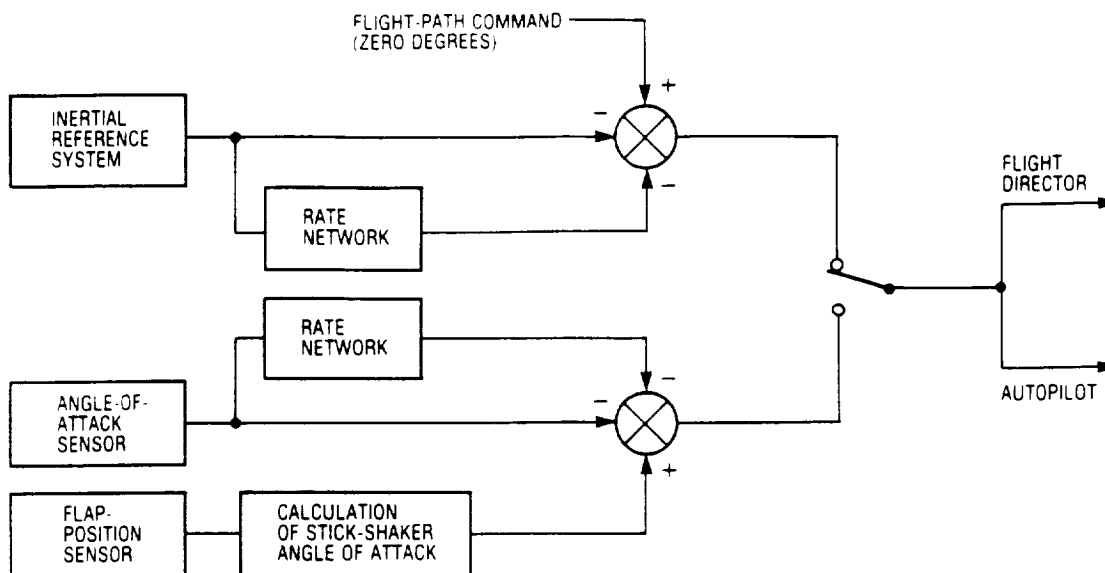 FLIGHT-PATH COMMAND
(ZERO DEGREES)
+
-
-
INERTIAL
REFERENCE
SYSTEM
RATE
NETWORK
FLIGHT
DIRECTOR
RATE
NETWORK
-
-
+
AUTOPILOT
ANGLE-OF-
ATTACK
SENSOR
FLAP-
POSITION
SENSOR
CALCULATION
OF STICK-SHAKER
ANGLE OF ATTACK